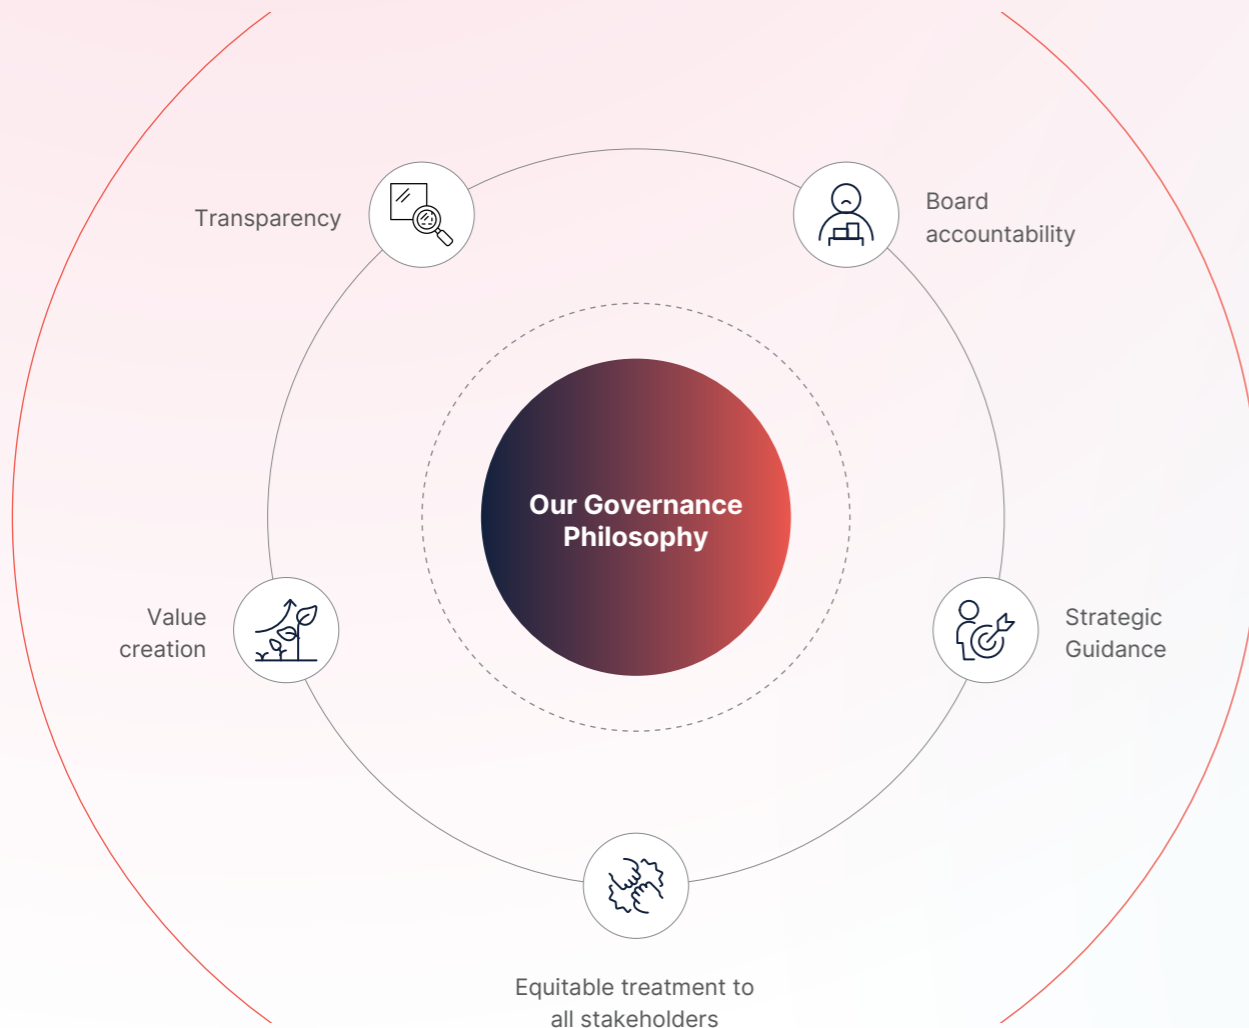 Transparency
Board
accountability
Our Governance
Philosophy
Value
creation
Strategic
Guidance
Equitable treatment to
all stakeholders